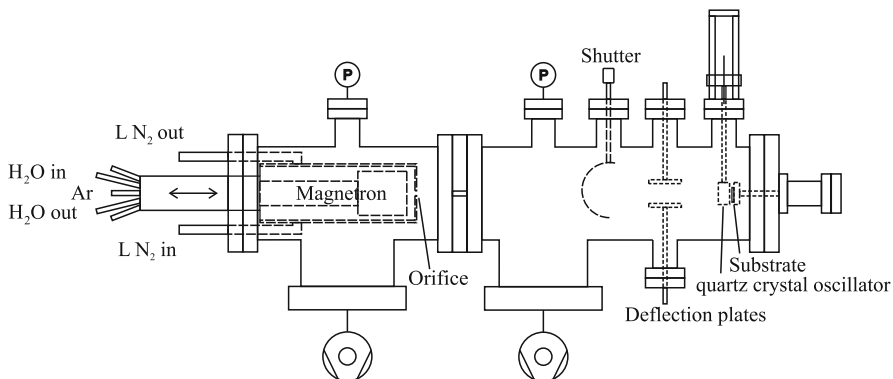 P
P
Shutter
L N2 out
H2O in
Ar
H2O out
L N2 in
Magnetron
Orifice
Substrate
quartz crystal oscillator
Deflection plates